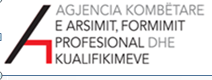 AGJENCIA KOMBËTARE
E ARSIMIT, FORMIMIT
PROFESIONAL DHE
KUALIFIKIMEVE